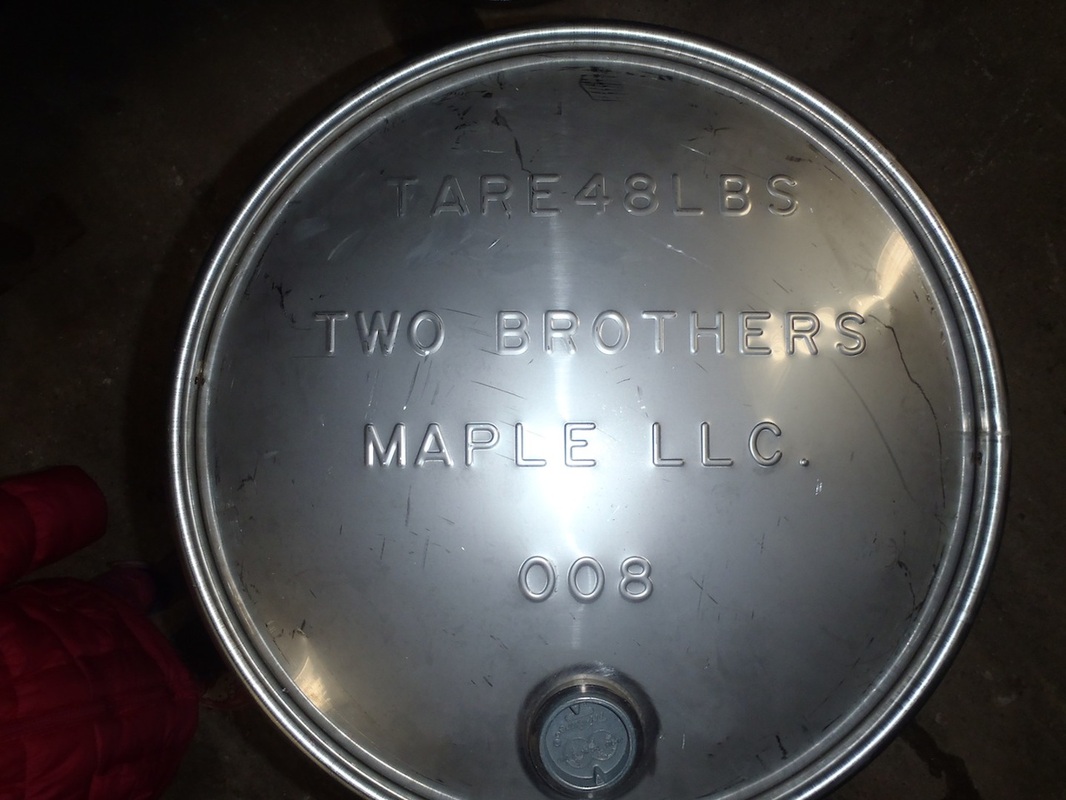 TARE48LBS
TWO BROTHERS
MAPLE LLC.
008